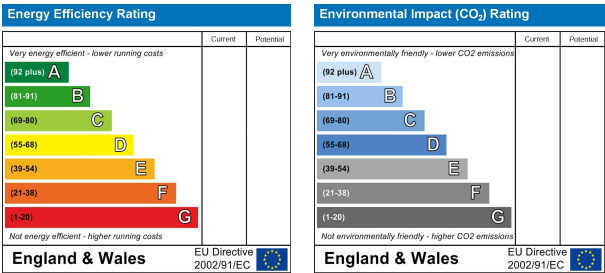 Energy Efficiency Rating
Current Potential
Very energy efficient - lower running costs
(92 plus) A
(81-91) B
(69-80) C
(55-68) D
(39-54) E
(21-38) F
(1-20) G
Not energy efficient - higher running costs
England & Wales
EU Directive
2002/91/EC
Environmental Impact (CO₂) Rating
Current Potential
Very environmentally friendly - lower CO2 emissions
(92 plus) A
(81-91) B
(69-80) C
(55-68) D
(39-54) E
(21-38) F
(1-20) G
Not environmentally friendly - higher CO2 emissions
England & Wales
EU Directive
2002/91/EC